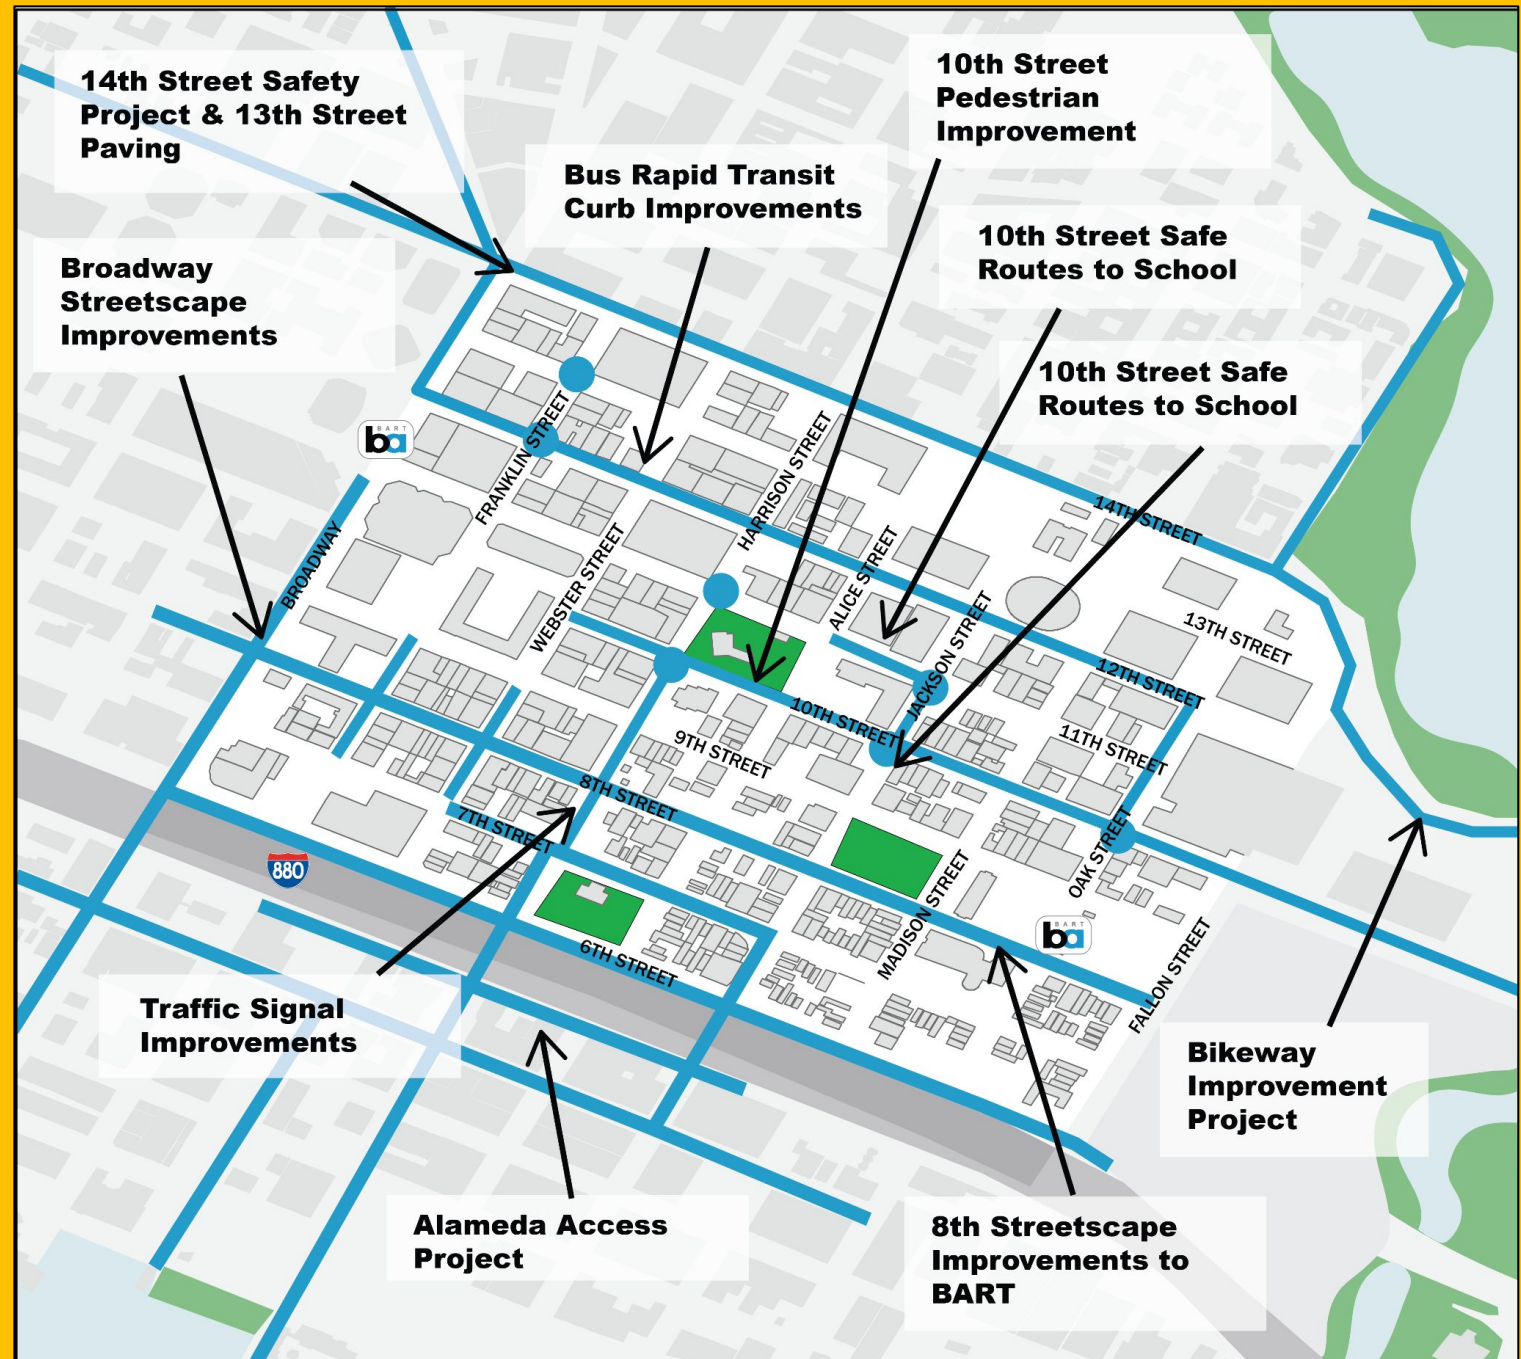 14th Street Safety
Project & 13th Street
Paving
10th Street
Pedestrian
Improvement
Bus Rapid Transit
Curb Improvements
10th Street Safe
Routes to School
Broadway
Streetscape
Improvements
10th Street Safe
Routes to School
BART
ba
FRANKLIN STREET
HARRISON STREET
14TH STREET
BROADWAY
WEBSTER STREET
ALICE STREET
JACKSON STREET
13TH STREET
12TH STREET
10TH STREET
11TH STREET
9TH STREET
8TH STREET
7TH STREET
OAK STREET
880
MADISON STREET
BART
ba
6TH STREET
FALLON STREET
Traffic Signal
Improvements
Bikeway
Improvement
Project
Alameda Access
Project
8th Streetscape
Improvements to
BART